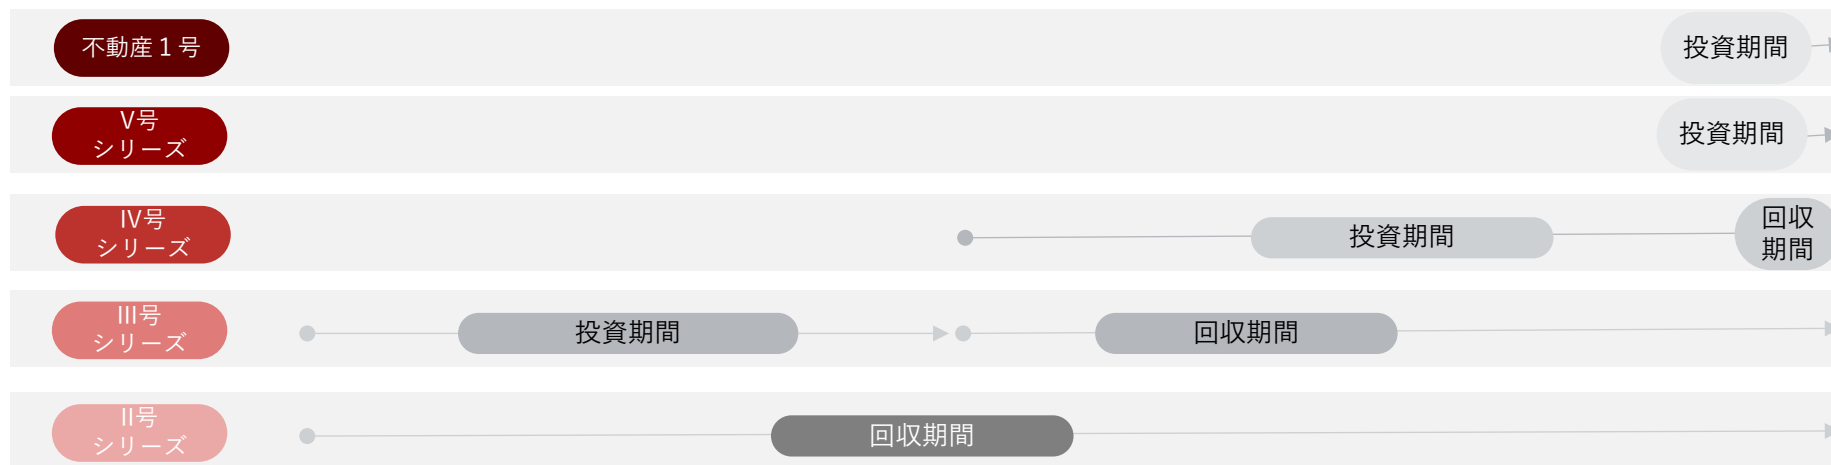 不動産１号
投資期間
V号
シリーズ
投資期間
IV号
シリーズ
投資期間
回収
期間
III号
シリーズ
投資期間
回収期間
II号
シリーズ
回収期間